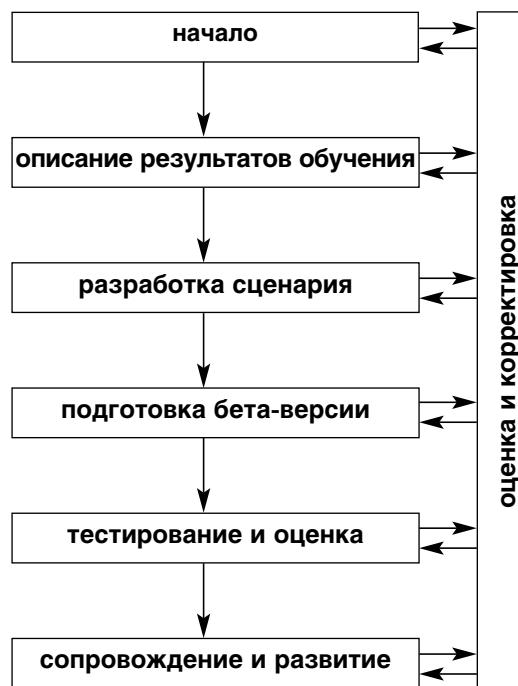 начало
описание результатов обучения
разработка сценария
подготовка бета-версии
тестирование и оценка
сопровождение и развитие
оценка и корректировка